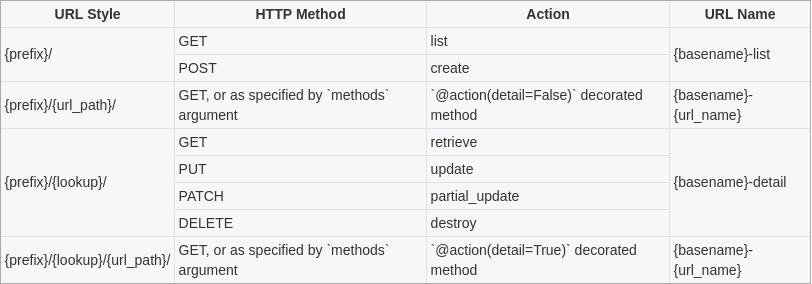 URL Style HTTP Method Action URL Name
{prefix}/ GET list {basename}-list
POST create
{prefix}/{url_path}/ GET, or as specified by `methods` argument `@action(detail=False)` decorated method {basename}-{url_name}
{prefix}/{lookup}/ GET retrieve {basename}-detail
PUT update
PATCH partial_update
DELETE destroy
{prefix}/{lookup}/{url_path}/ GET, or as specified by `methods` argument `@action(detail=True)` decorated method {basename}-{url_name}